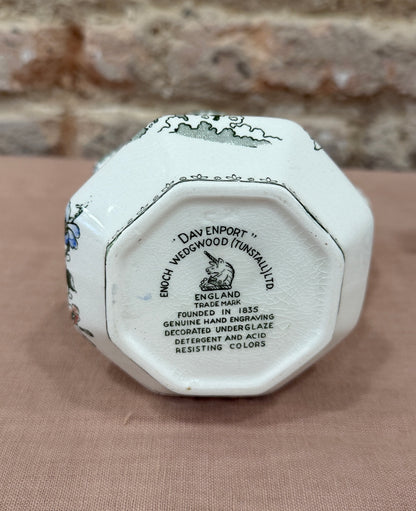 "DAVENPORT"
ENOCH WEDGWOOD (TUNSTALL) LTD.
ENGLAND
TRADE MARK
FOUNDED IN 1835
GENUINE HAND ENGRAVING
DECORATED UNDERGLAZE
DETERGENT AND ACID
RESISTING COLORS